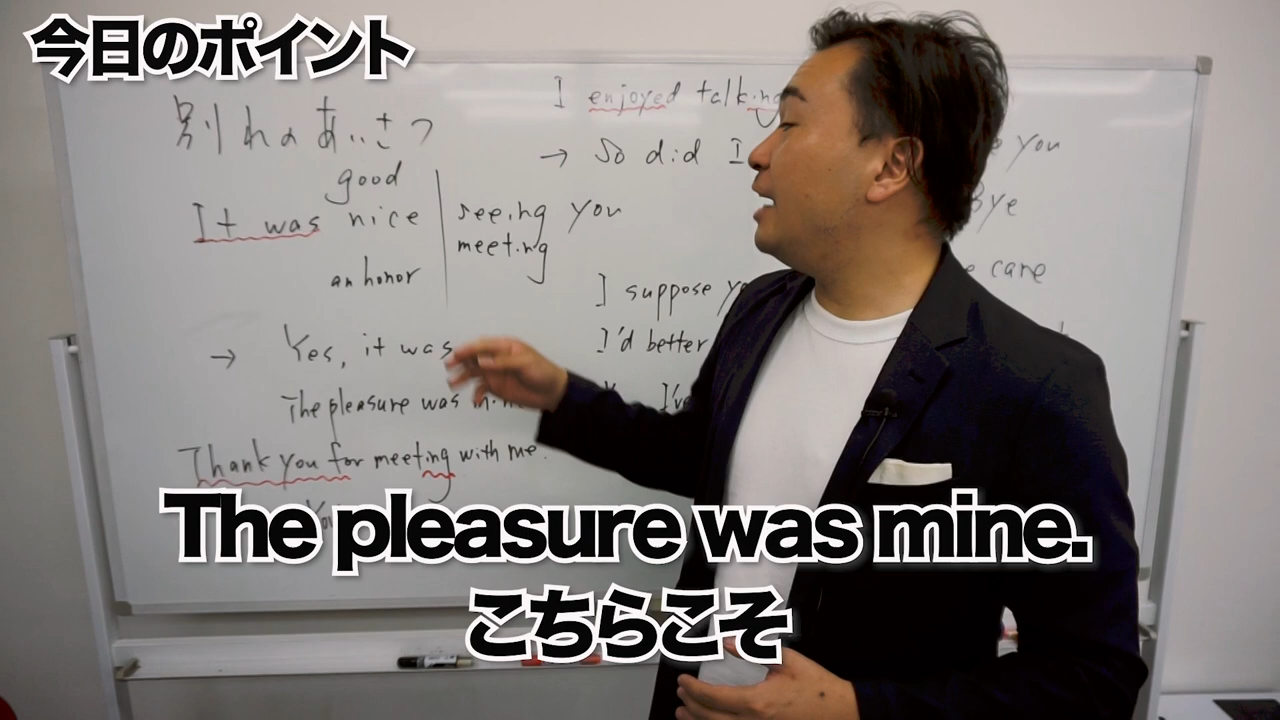 今日のポイント
別れのあいさつ
good
It was nice
an honor
seeing you
meeting
→ Yes, it was
The pleasure was
Thank you for meeting with me.
I enjoyed talking
→ So did I
I suppose
I'd better
I've
you
Bye
care
The pleasure was mine.
こちらこそ